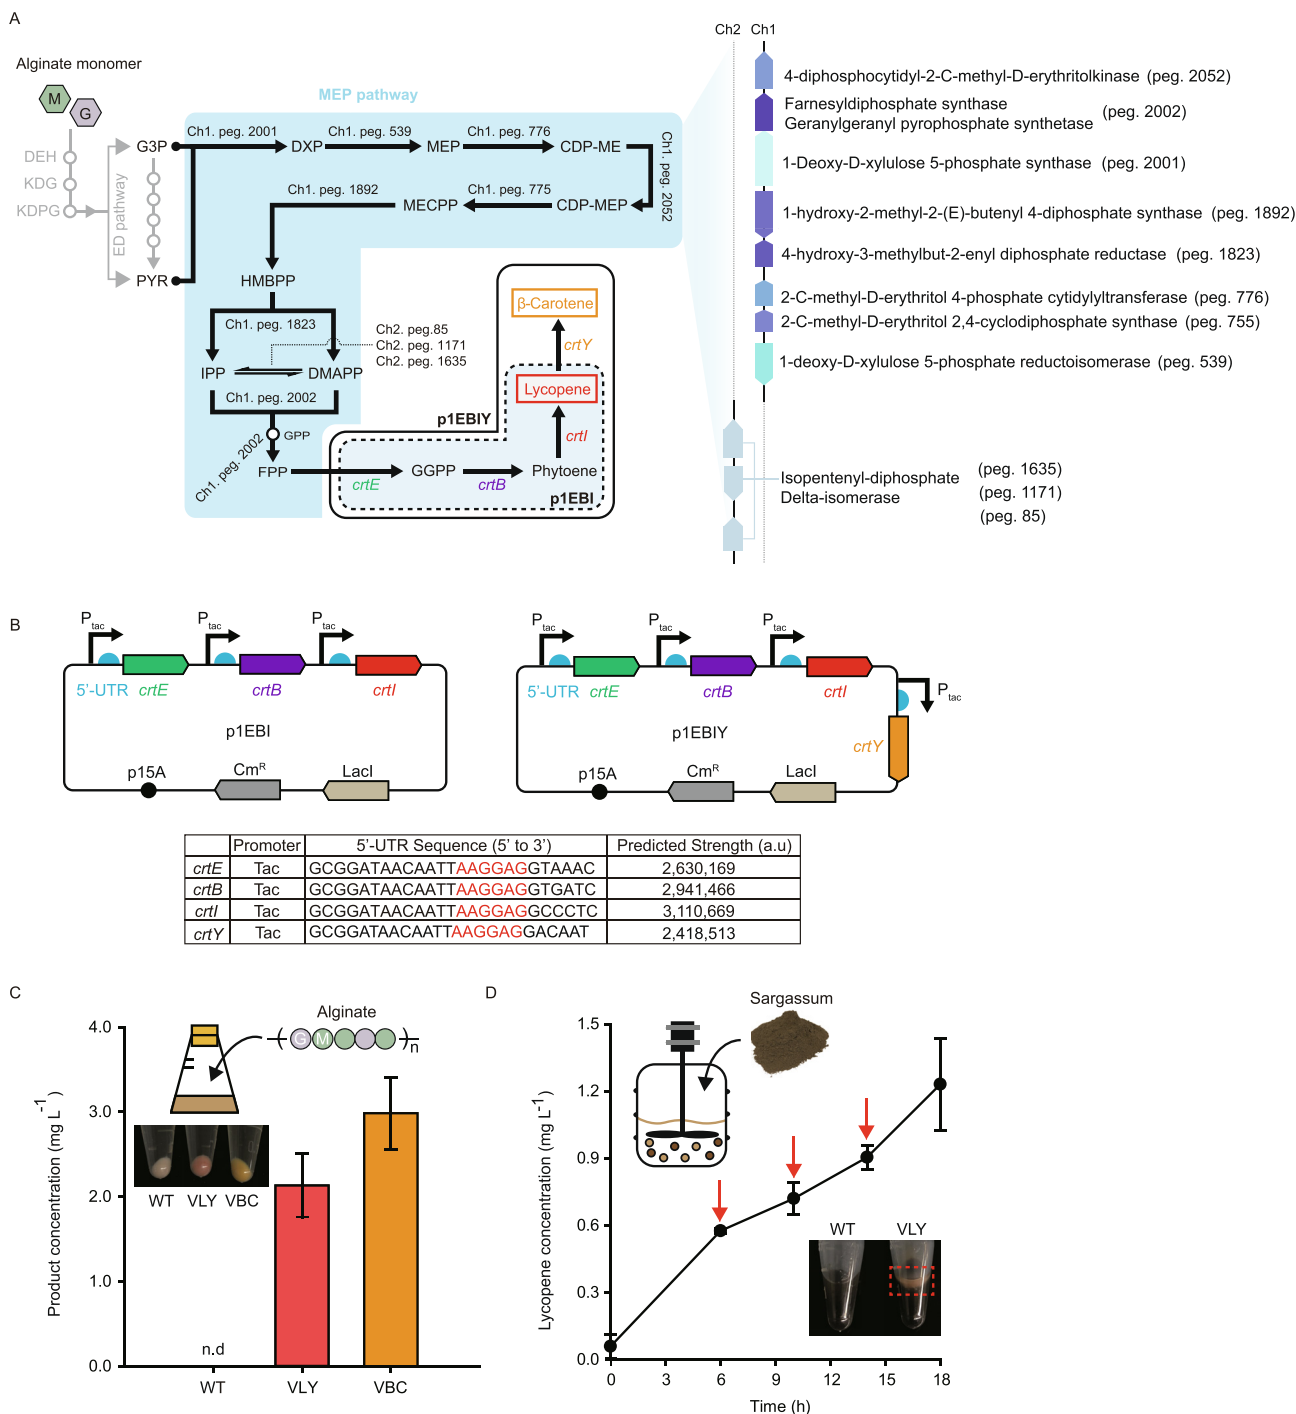 A
Alginate monomer
M
G
DEH
KDG
KDPG
ED pathway
G3P
PYR
MEP pathway
Ch1. peg. 2001
DXP
Ch1. peg. 539
MEP
Ch1. peg. 776
CDP-ME
Ch1. peg. 2052
CDP-MEP
Ch1. peg. 775
MECPP
Ch1. peg. 1892
HMBPP
Ch1. peg. 1823
IPP
DMAPP
Ch2. peg.85
Ch2. peg. 1171
Ch2. peg. 1635
Ch1. peg. 2002
GPP
Ch1. peg. 2002
FPP
crtE
GGPP
crtB
Phytoene
crtI
Lycopene
crtY
β-Carotene
p1EBIY
p1EBI
Ch2
Ch1
4-diphosphocytidyl-2-C-methyl-D-erythritolkinase (peg. 2052)
Farnesyldiphosphate synthase
Geranylgeranyl pyrophosphate synthetase
(peg. 2002)
1-Deoxy-D-xylulose 5-phosphate synthase (peg. 2001)
1-hydroxy-2-methyl-2-(E)-butenyl 4-diphosphate synthase (peg. 1892)
4-hydroxy-3-methylbut-2-enyl diphosphate reductase (peg. 1823)
2-C-methyl-D-erythritol 4-phosphate cytidylyltransferase (peg. 776)
2-C-methyl-D-erythritol 2,4-cyclodiphosphate synthase (peg. 755)
1-deoxy-D-xylulose 5-phosphate reductoisomerase (peg. 539)
Isopentenyl-diphosphate
Delta-isomerase
(peg. 1635)
(peg. 1171)
(peg. 85)
B
Ptac
Ptac
Ptac
5'-UTR
crtE
crtB
crtI
p1EBI
p15A
CmR
LacI
Ptac
Ptac
Ptac
Ptac
5'-UTR
crtE
crtB
crtI
crtY
p1EBIY
p15A
CmR
LacI
Promoter 5'-UTR Sequence (5' to 3') Predicted Strength (a.u)
crtE Tac GCGGATAACAATTAAGGAGGTAAAC 2,630,169
crtB Tac GCGGATAACAATTAAGGAGGTGATC 2,941,466
crtI Tac GCGGATAACAATTAAGGAGGCCCTC 3,110,669
crtY Tac GCGGATAACAATTAAGGAGGACAAT 2,418,513
C
Product concentration (mg L-1)
4.0
3.0
2.0
1.0
0.0
Alginate
G
M
n
WT VLY VBC
n.d
WT
VLY
VBC
D
Lycopene concentration (mg L-1)
1.5
1.2
0.9
0.6
0.3
0.0
Sargassum
WT
VLY
0 3 6 9 12 15 18
Time (h)